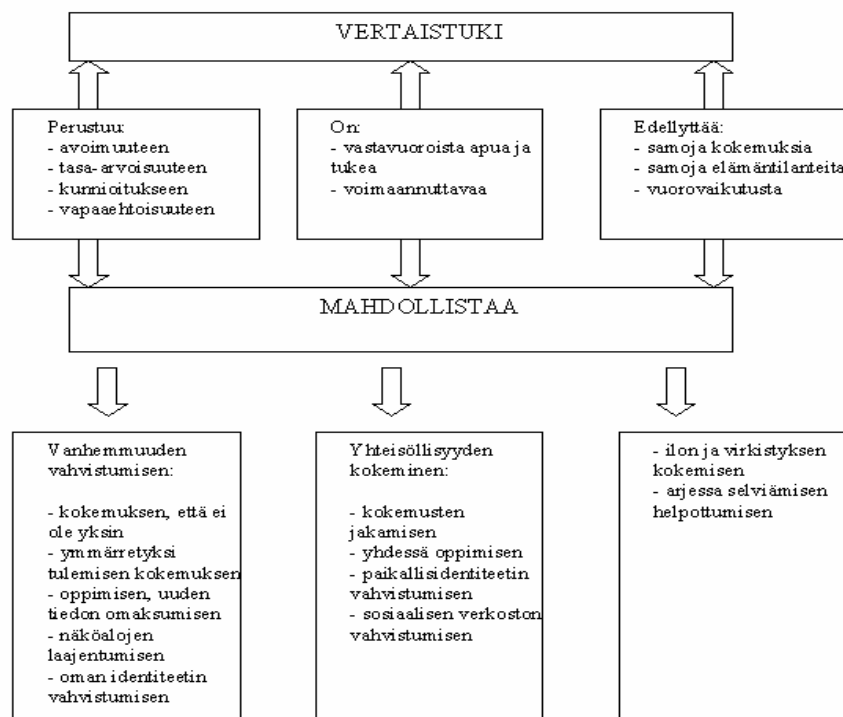 VERTAISTUKI
Perustuu:
- avoimuuteen
- tasa-arvoisuuteen
- kunnioitukseen
- vapaaehtoisuuteen
On:
- vastavuoroista apua ja
tukea
- voimaannuttavaa
Edellyttää:
- samoja kokemuksia
- samoja elämäntilanteita
- vuorovaikutusta
MAHDOLLISTAA
Vanhemmuuden
vahvistumisen:
- kokemuksen, että ei
ole yksin
- ymmärretyksi
tulemisen kokemuksen
- oppimisen, uuden
tiedon omaksumisen
- näköalojen
laajentumisen
- oman identiteetin
vahvistumisen
Yhteisöllisyyden
kokeminen:
- kokemusten
jakamisen
- yhdessä oppimisen
- paikallisidentiteetin
vahvistumisen
- sosiaalisen verkoston
vahvistumisen
- ilon ja virkistyksen
kokemisen
- arjessa selviämisen
helpottumisen